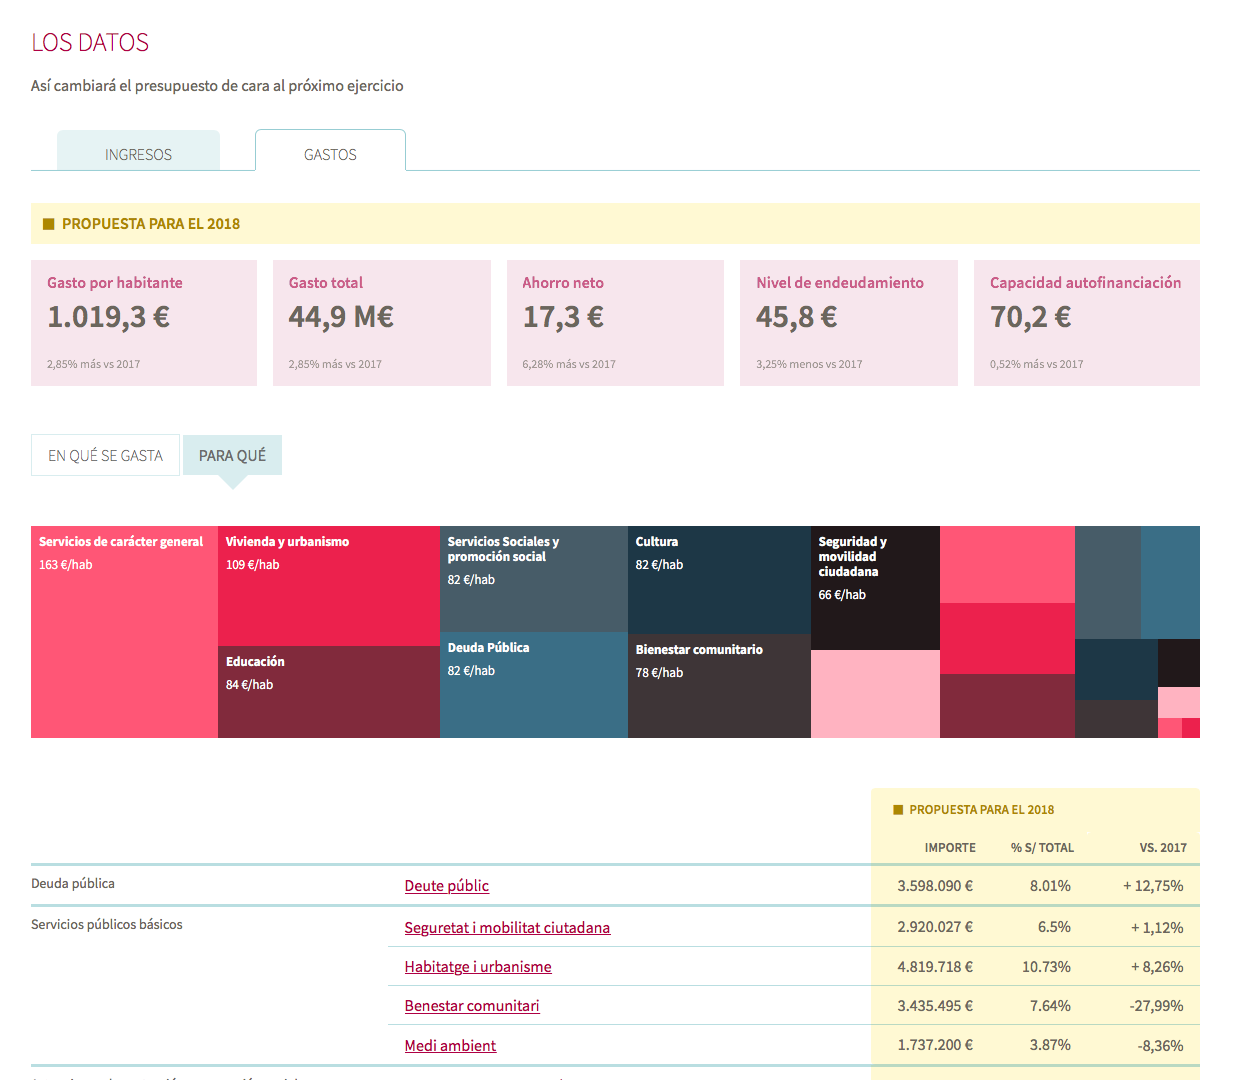 LOS DATOS
Así cambiará el presupuesto de cara al próximo ejercicio
INGRESOS
GASTOS
PROPUESTA PARA EL 2018
Gasto por habitante
1.019,3 €
2,85% más vs 2017
Gasto total
44,9 M€
2,85% más vs 2017
Ahorro neto
17,3 €
6,28% más vs 2017
Nivel de endeudamiento
45,8 €
3,25% menos vs 2017
Capacidad autofinanciación
70,2 €
0,52% más vs 2017
EN QUÉ SE GASTA
PARA QUÉ
Servicios de carácter general
163 €/hab
Vivienda y urbanismo
109 €/hab
Educación
84 €/hab
Servicios Sociales y
promoción social
82 €/hab
Deuda Pública
82 €/hab
Cultura
82 €/hab
Bienestar comunitario
78 €/hab
Seguridad y
movilidad
ciudadana
66 €/hab
PROPUESTA PARA EL 2018
IMPORTE % S/ TOTAL VS. 2017
Deuda pública Deute públic 3.598.090 € 8.01% + 12,75%
Servicios públicos básicos Seguretat i mobilitat ciutadana 2.920.027 € 6.5% + 1,12%
Habitatge i urbanisme 4.819.718 € 10.73% + 8,26%
Benestar comunitari 3.435.495 € 7.64% -27,99%
Medi ambient 1.737.200 € 3.87% -8,36%